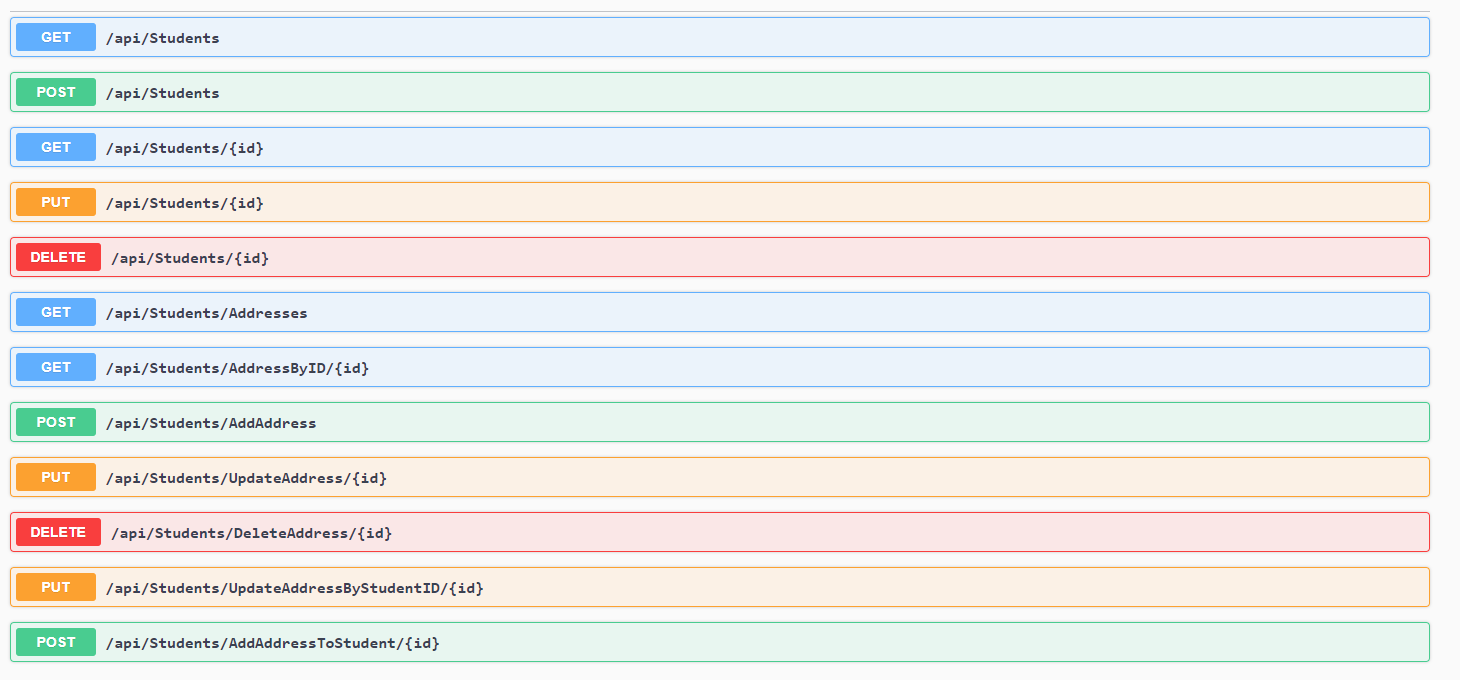 GET /api/Students
POST /api/Students
GET /api/Students/{id}
PUT /api/Students/{id}
DELETE /api/Students/{id}
GET /api/Students/Addresses
GET /api/Students/AddressByID/{id}
POST /api/Students/AddAddress
PUT /api/Students/UpdateAddress/{id}
DELETE /api/Students/DeleteAddress/{id}
PUT /api/Students/UpdateAddressByStudentID/{id}
POST /api/Students/AddAddressToStudent/{id}